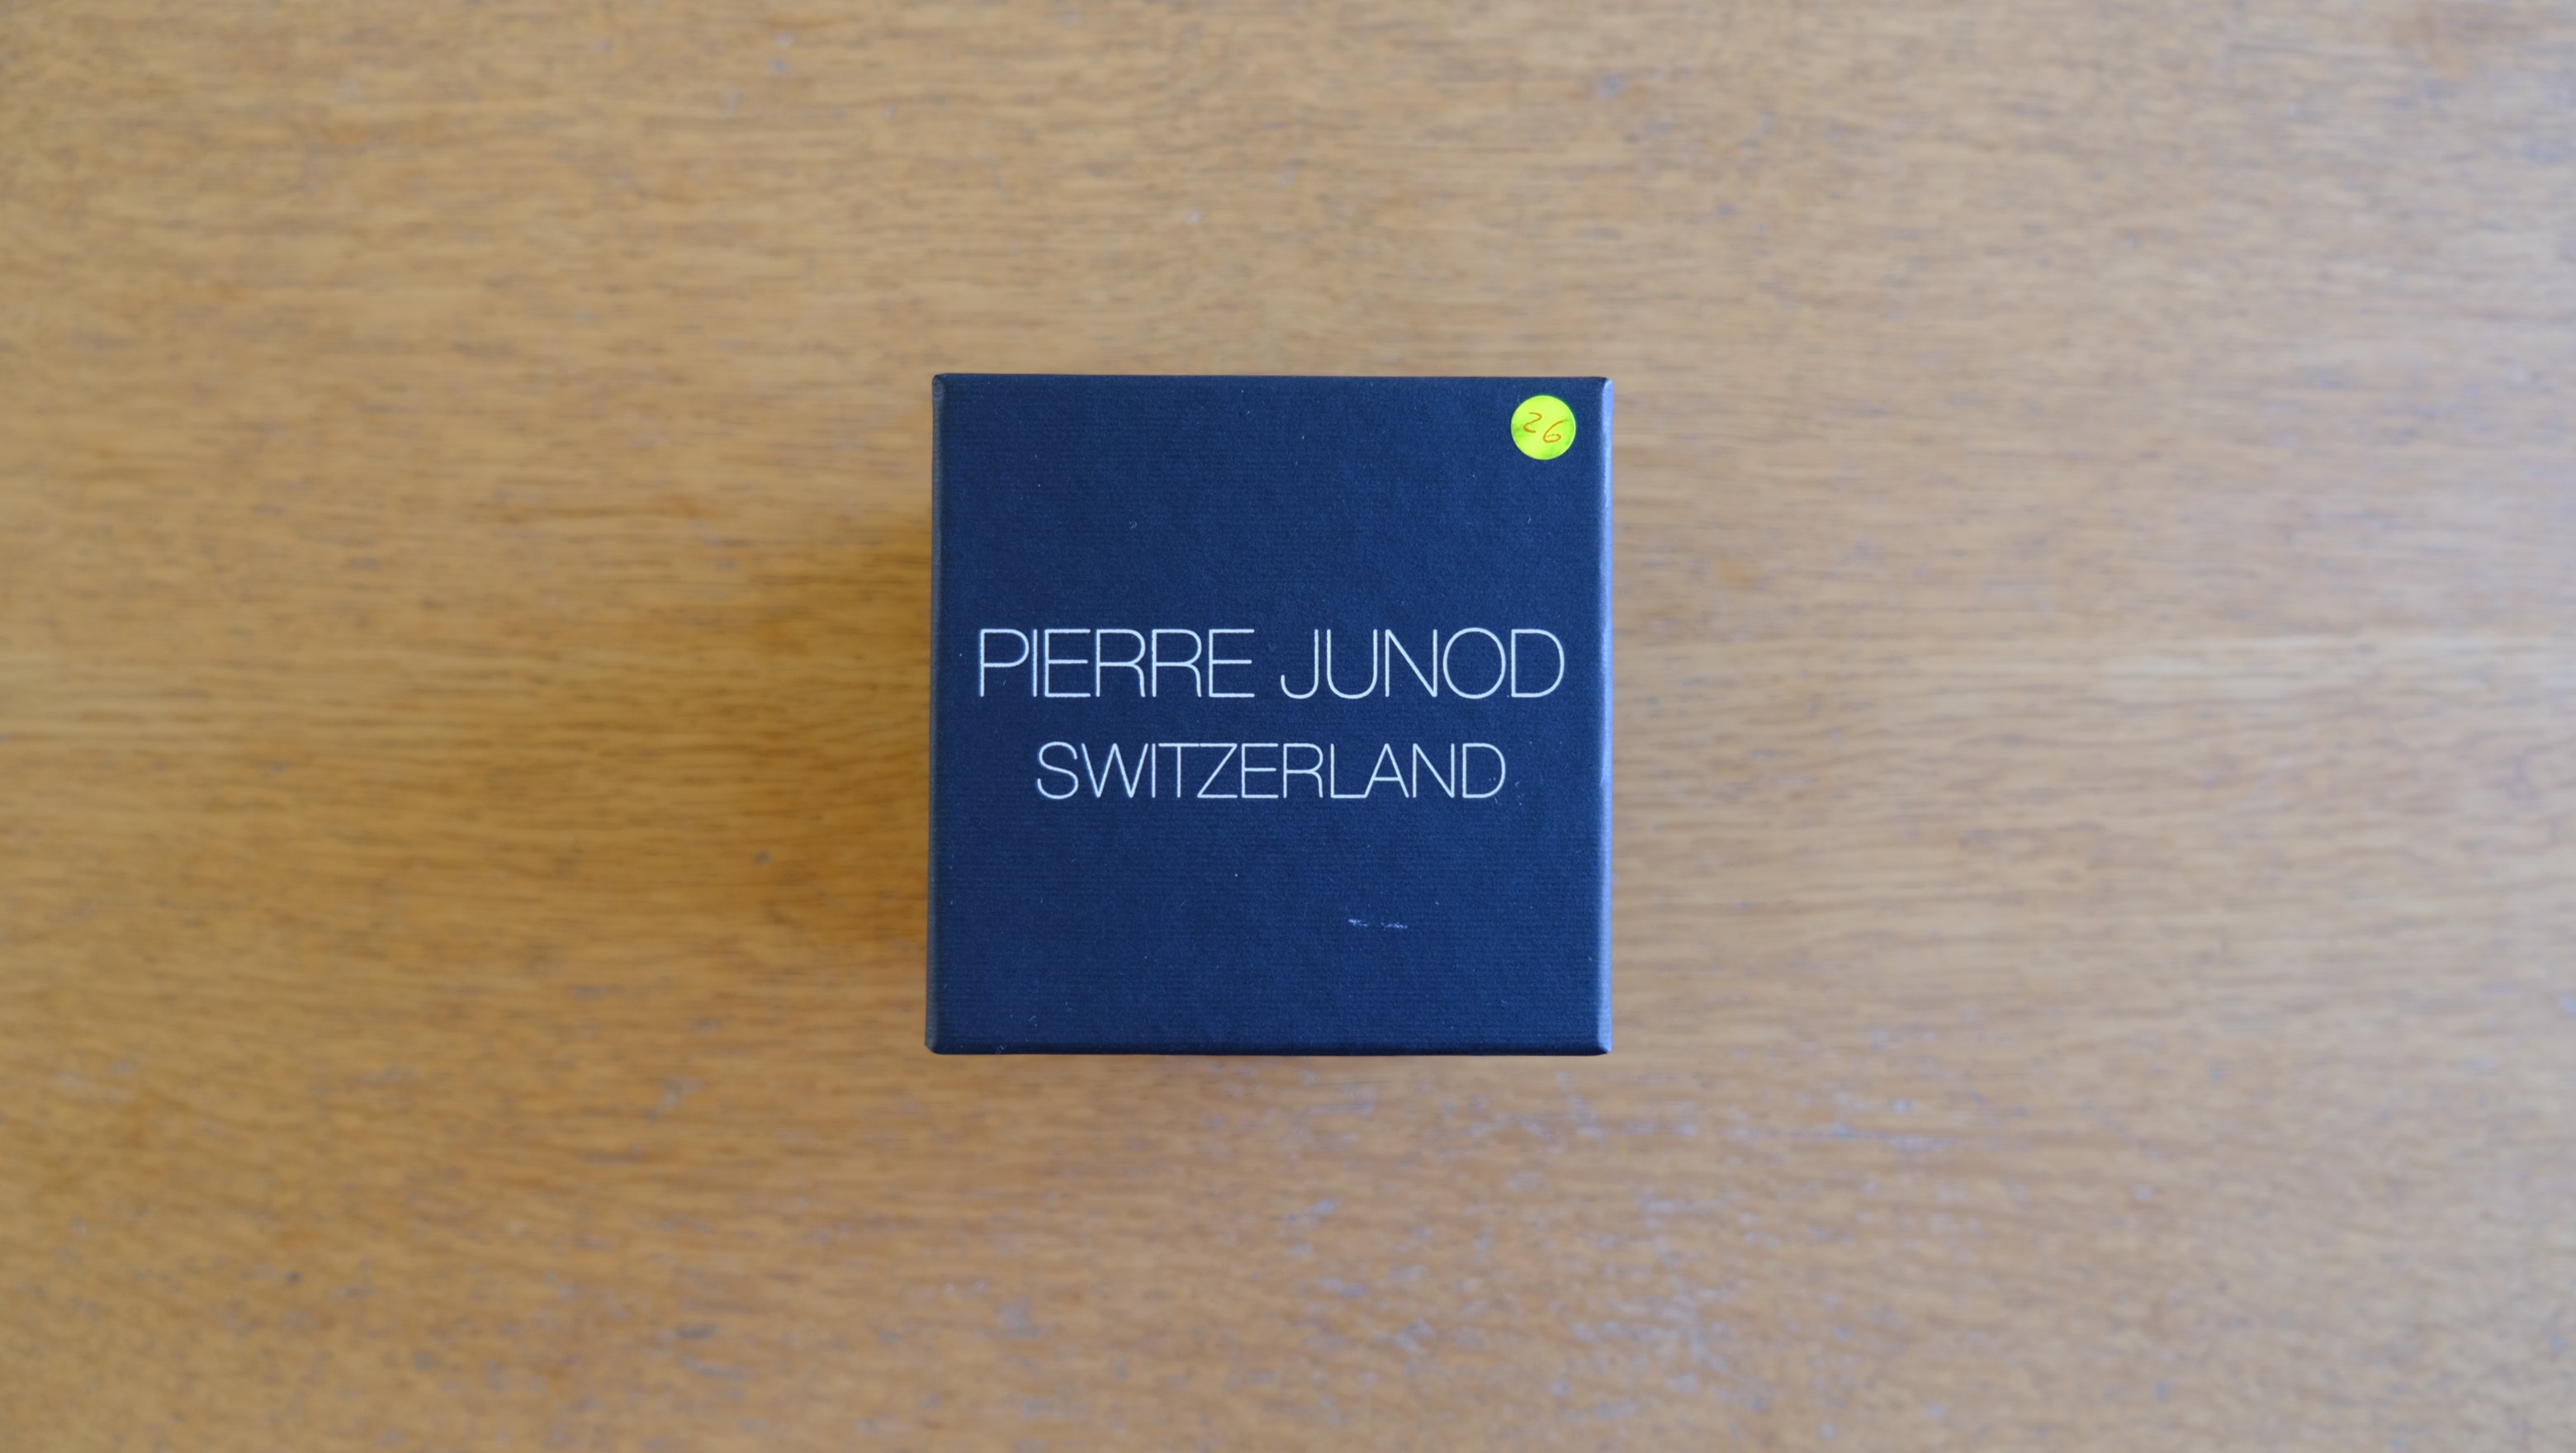 26
PIERRE JUNOD
SWITZERLAND